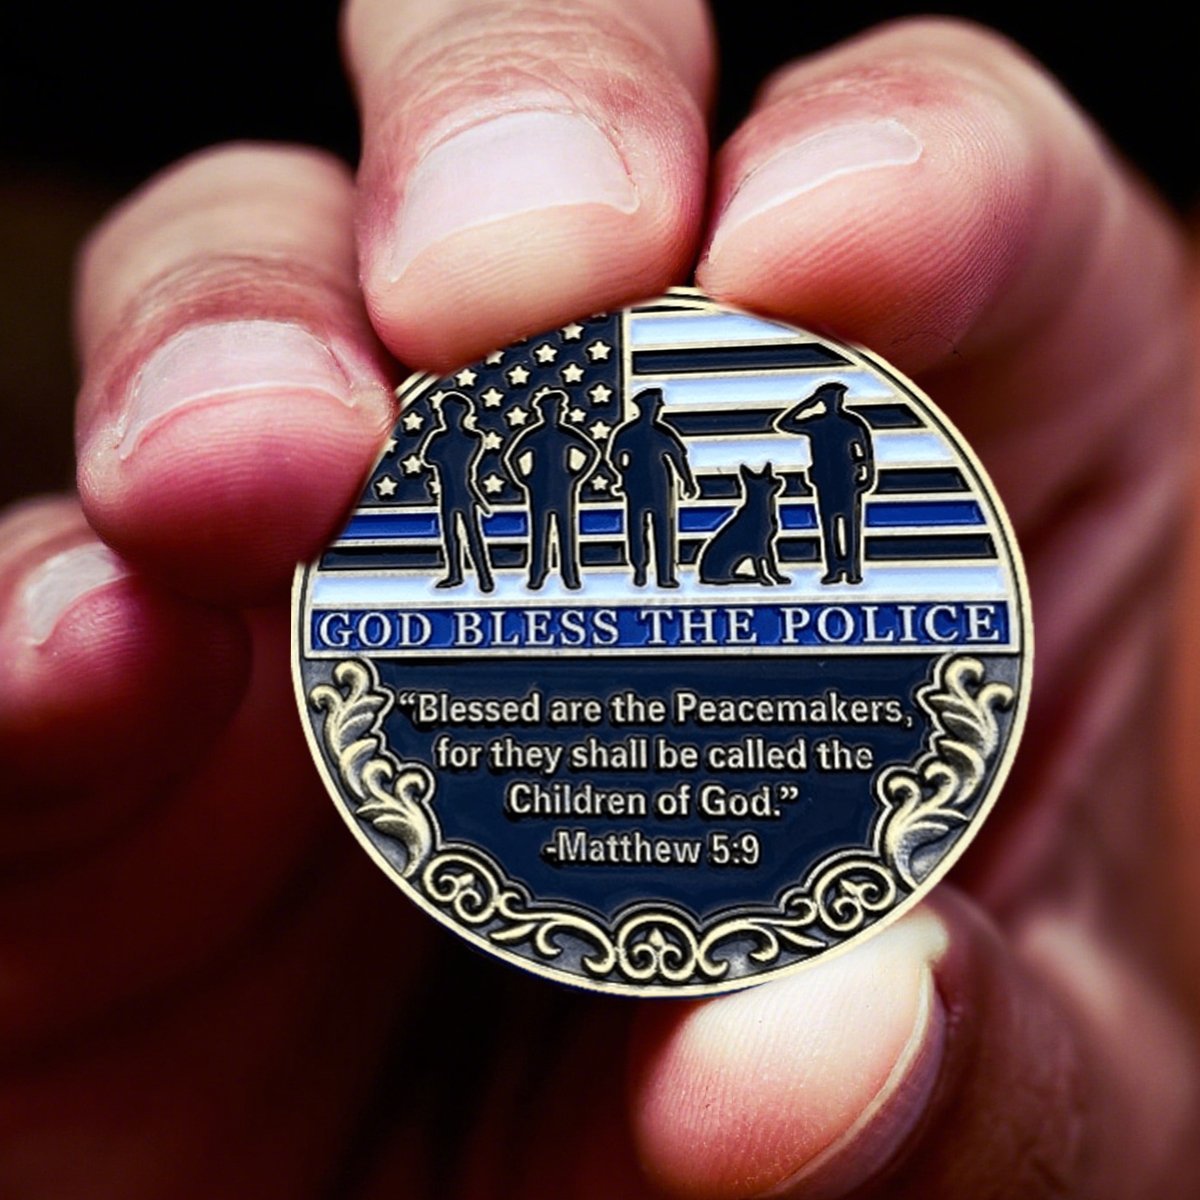 GOD BLESS THE POLICE
“Blessed are the Peacemakers,
for they shall be called the
Children of God.”
-Matthew 5:9